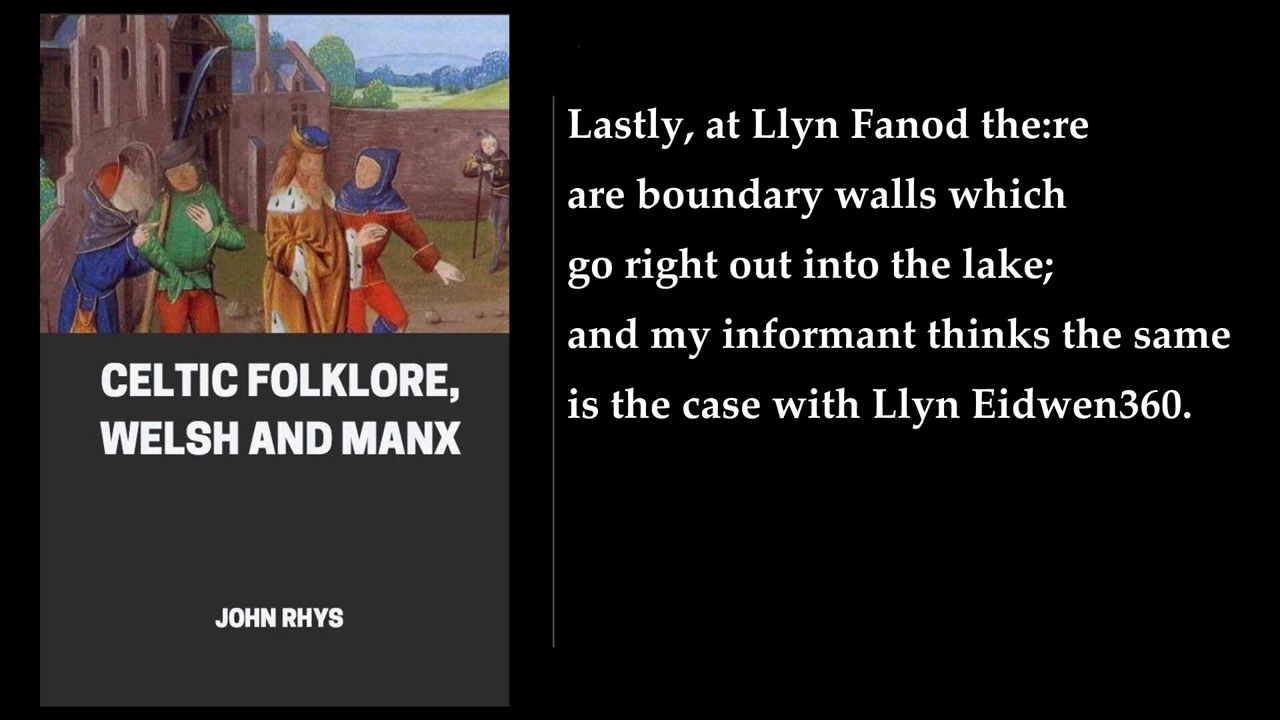 CELTIC FOLKLORE,
WELSH AND MANX
JOHN RHYS
Lastly, at Llyn Fanod the:re
are boundary walls which
go right out into the lake;
and my informant thinks the same
is the case with Llyn Eidwen360.